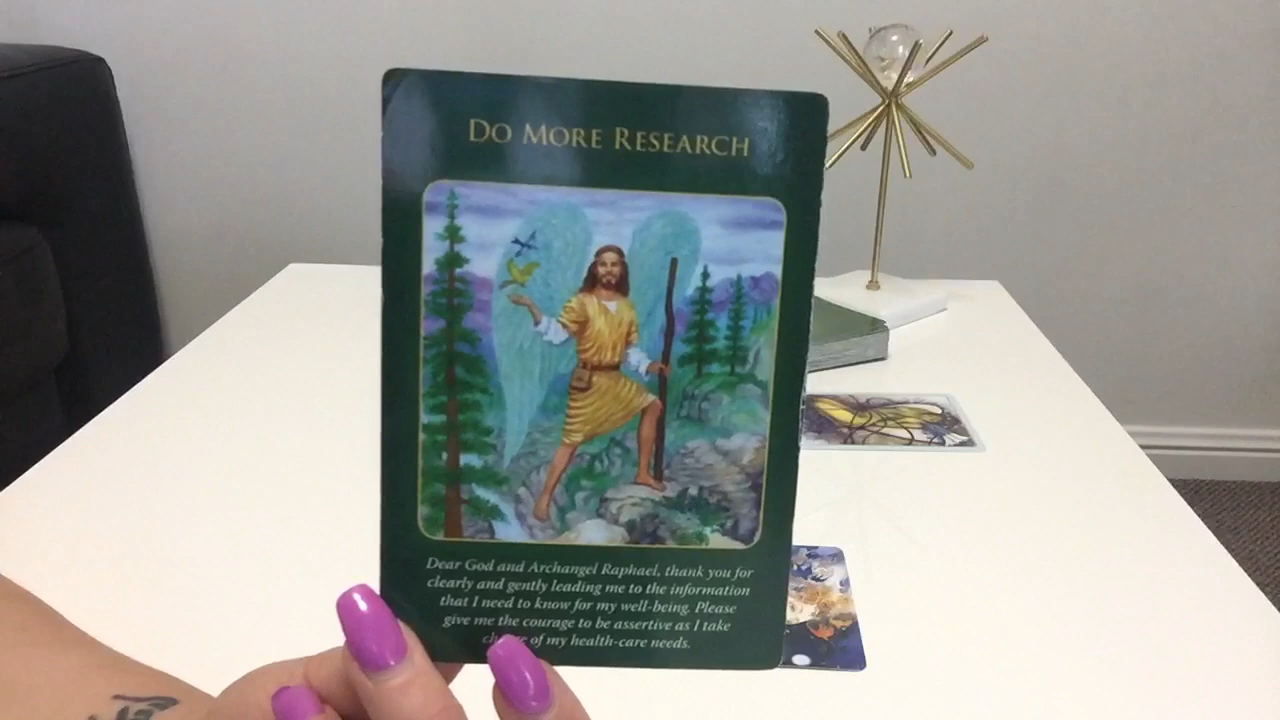 DO MORE RESEARCH
Dear God and Archangel Raphael, thank you for
clearly and gently leading me to the information
that I need to know for my well-being. Please
give me the courage to be assertive as I take
of my health-care needs.